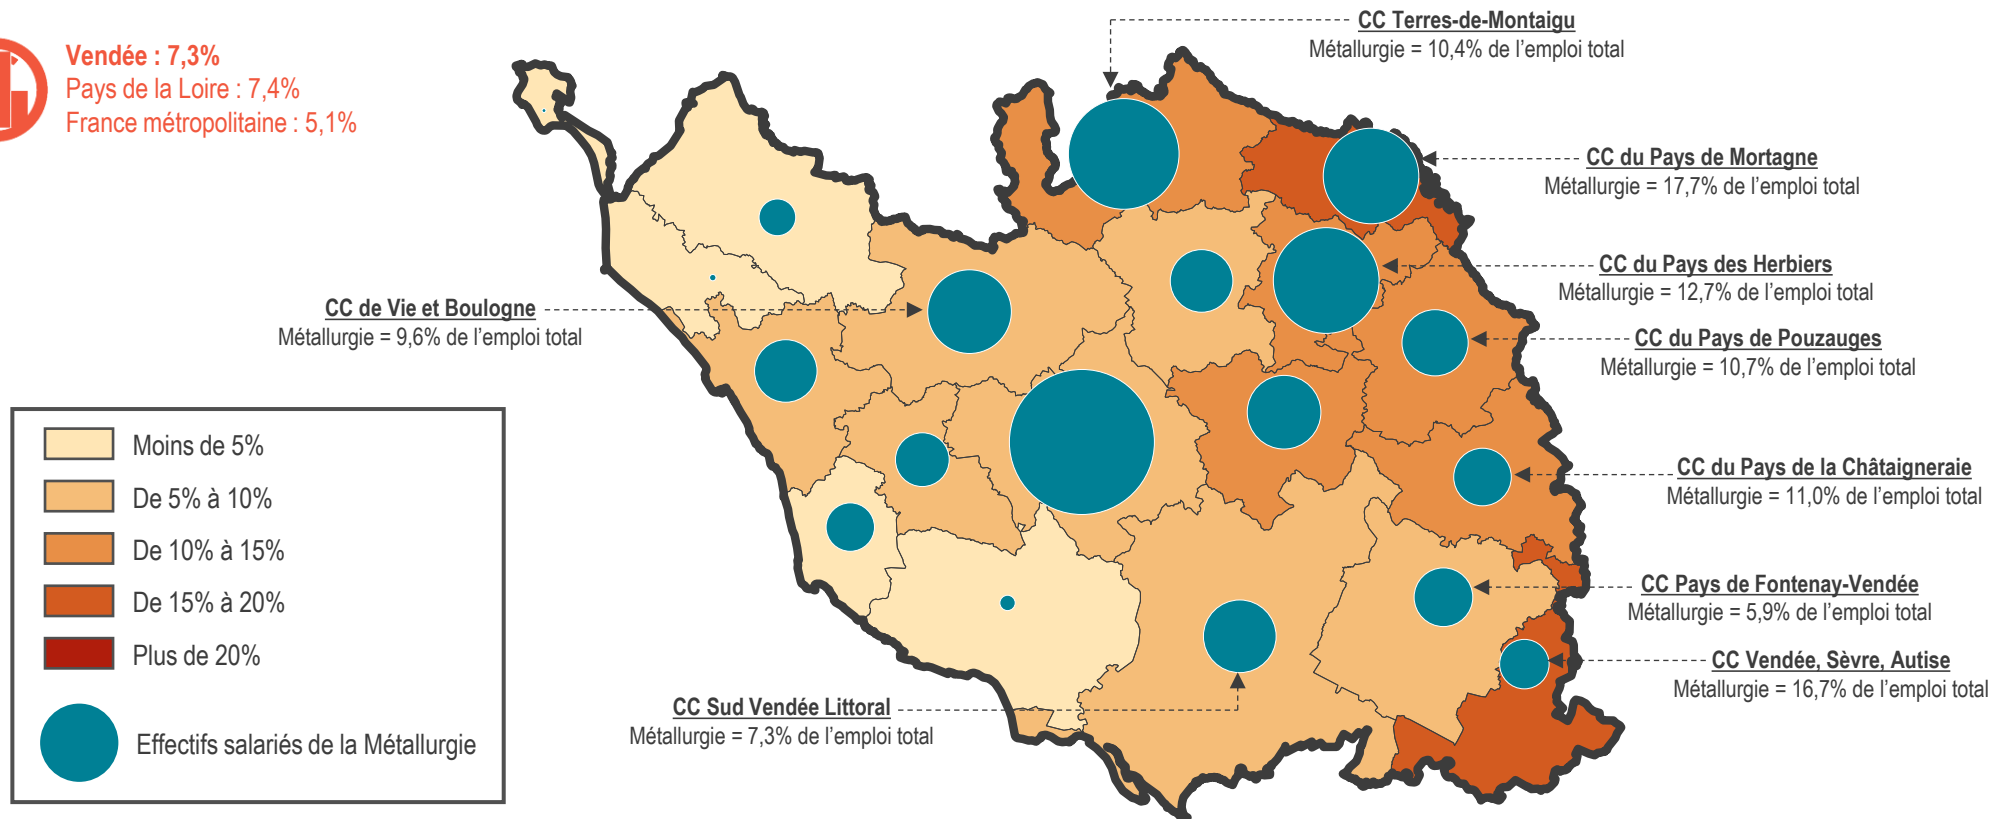 Vendée : 7,3%
Pays de la Loire : 7,4%
France métropolitaine : 5,1%
CC Terres-de-Montaigu
Métallurgie = 10,4% de l'emploi total
CC du Pays de Mortagne
Métallurgie = 17,7% de l'emploi total
CC du Pays des Herbiers
Métallurgie = 12,7% de l'emploi total
CC de Vie et Boulogne
Métallurgie = 9,6% de l'emploi total
CC du Pays de Pouzauges
Métallurgie = 10,7% de l'emploi total
CC du Pays de la Châtaigneraie
Métallurgie = 11,0% de l'emploi total
CC Pays de Fontenay-Vendée
Métallurgie = 5,9% de l'emploi total
CC Vendée, Sèvre, Autise
Métallurgie = 16,7% de l'emploi total
CC Sud Vendée Littoral
Métallurgie = 7,3% de l'emploi total
Moins de 5%
De 5% à 10%
De 10% à 15%
De 15% à 20%
Plus de 20%
Effectifs salariés de la Métallurgie